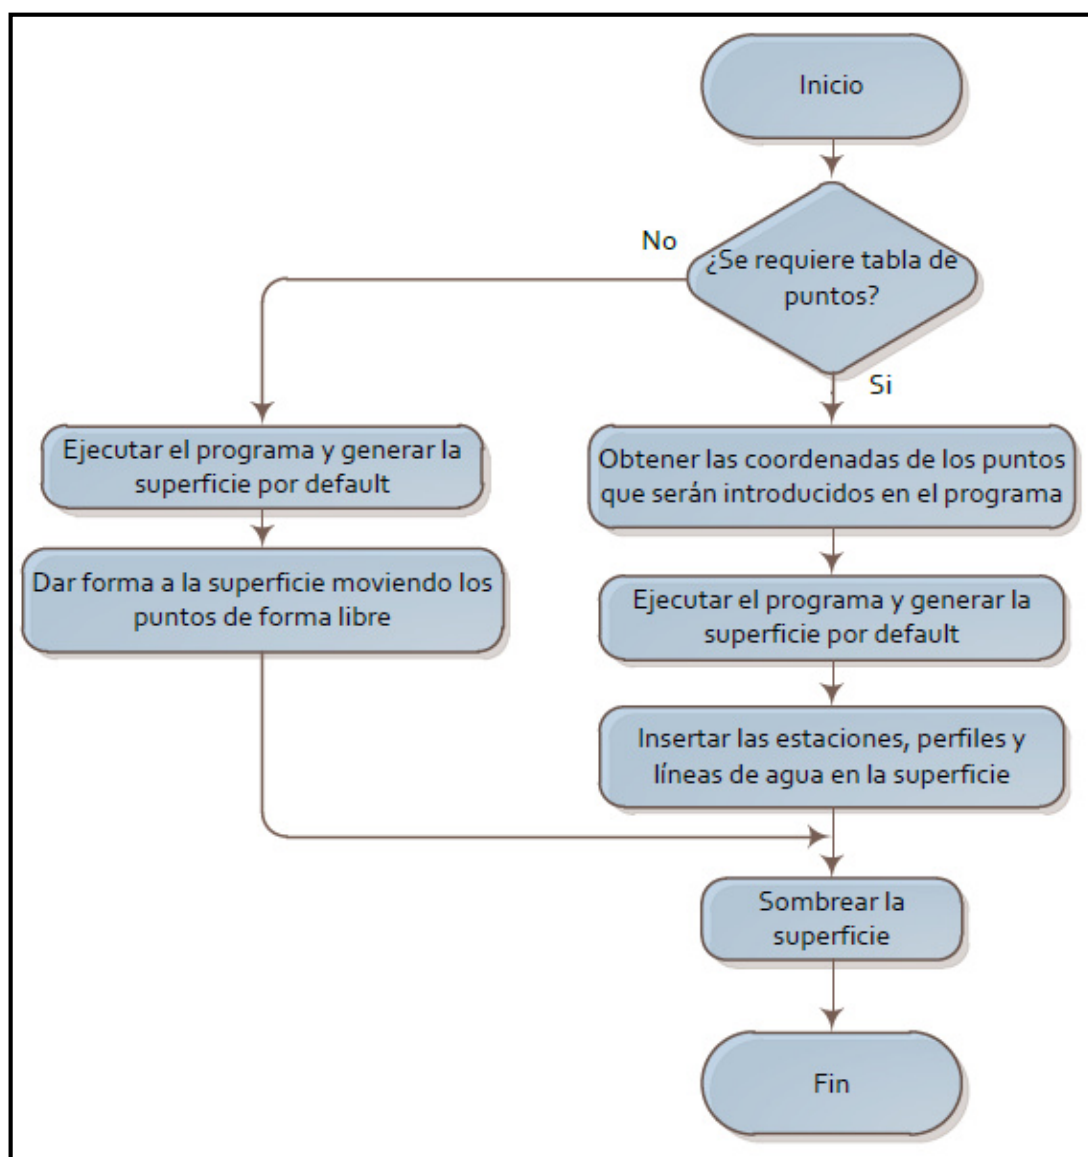 Inicio
¿Se requiere tabla de
puntos?
No
Si
Ejecutar el programa y generar la
superficie por default
Dar forma a la superficie moviendo los
puntos de forma libre
Obtener las coordenadas de los puntos
que serán introducidos en el programa
Ejecutar el programa y generar la
superficie por default
Insertar las estaciones, perfiles y
líneas de agua en la superficie
Sombrear la
superficie
Fin